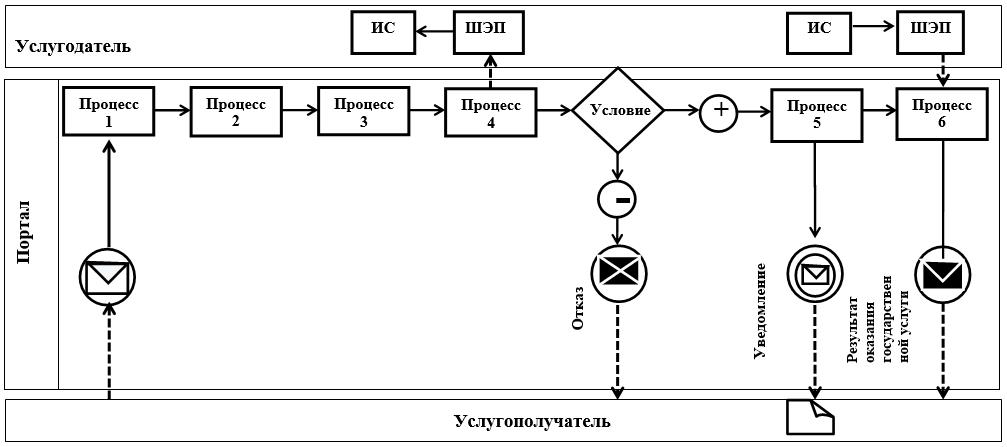 Услугодатель
ИС
ШЭП
ИС
ШЭП
Портал
Процесс
1
Процесс
2
Процесс
3
Процесс
4
Условие
+
Процесс
5
Процесс
6
-
Отказ
Уведомление
Результат
оказания
государствен
ной услуги
Услугополучатель